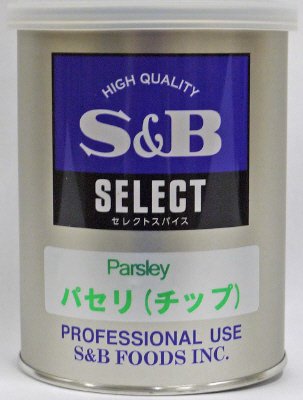 HIGH QUALITY
S&B
SELECT
セレクトスパイス
Parsley
パセリ(チップ)
PROFESSIONAL USE
S&B FOODS INC.